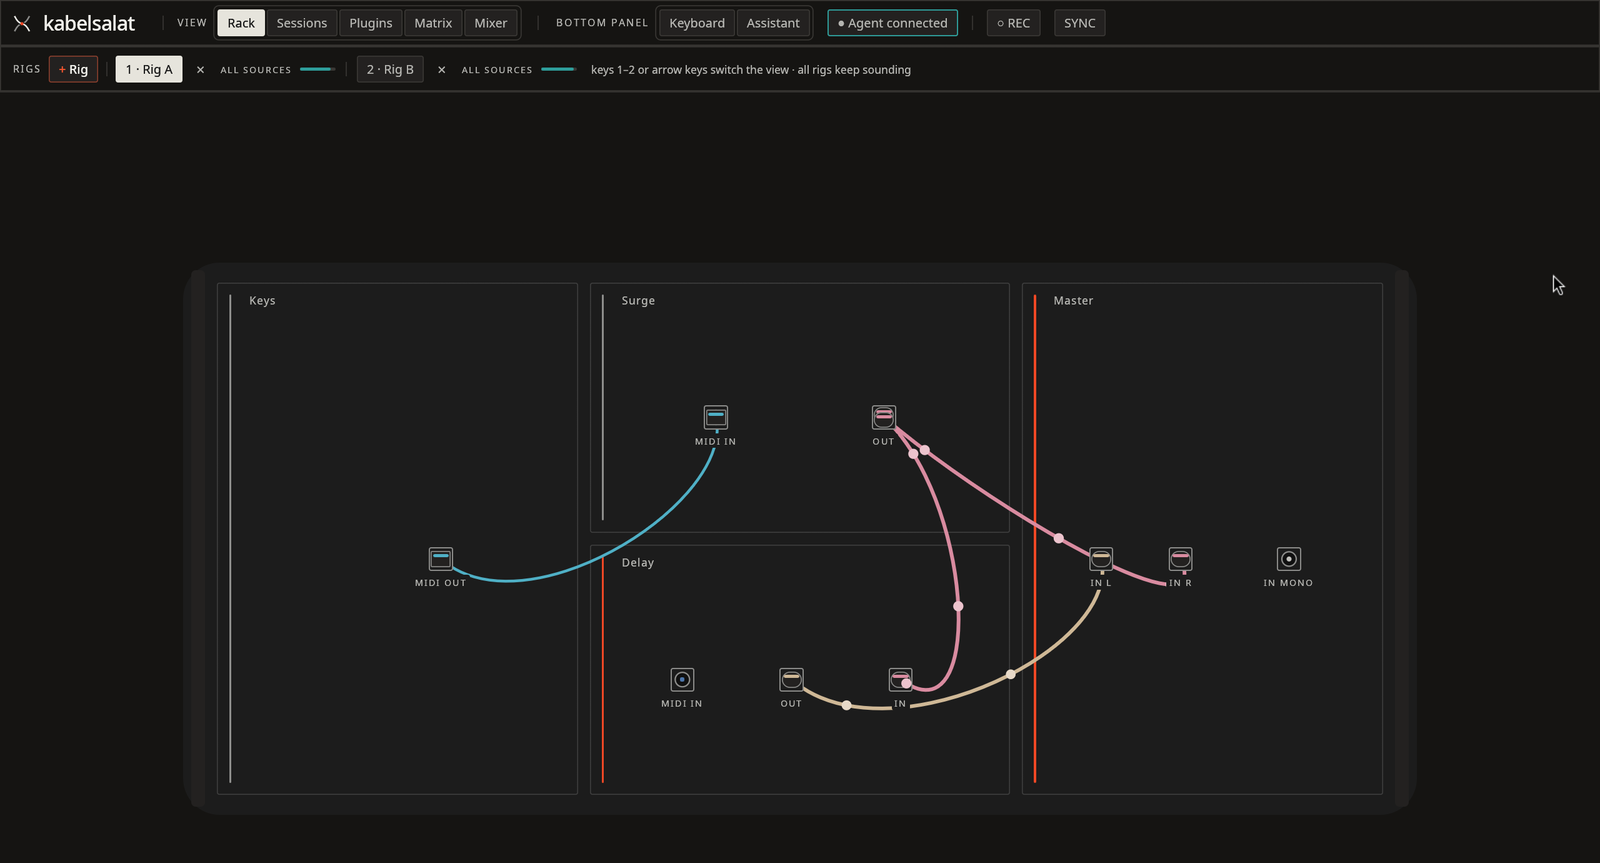 kabelsalat VIEW Rack Sessions Plugins Matrix Mixer BOTTOM PANEL Keyboard Assistant Agent connected REC SYNC
RIGS + Rig 1 · Rig A × ALL SOURCES 2 · Rig B × ALL SOURCES keys 1–2 or arrow keys switch the view · all rigs keep sounding
Keys
MIDI OUT
Surge
MIDI IN OUT
Delay
MIDI IN OUT IN
Master
IN L IN R IN MONO